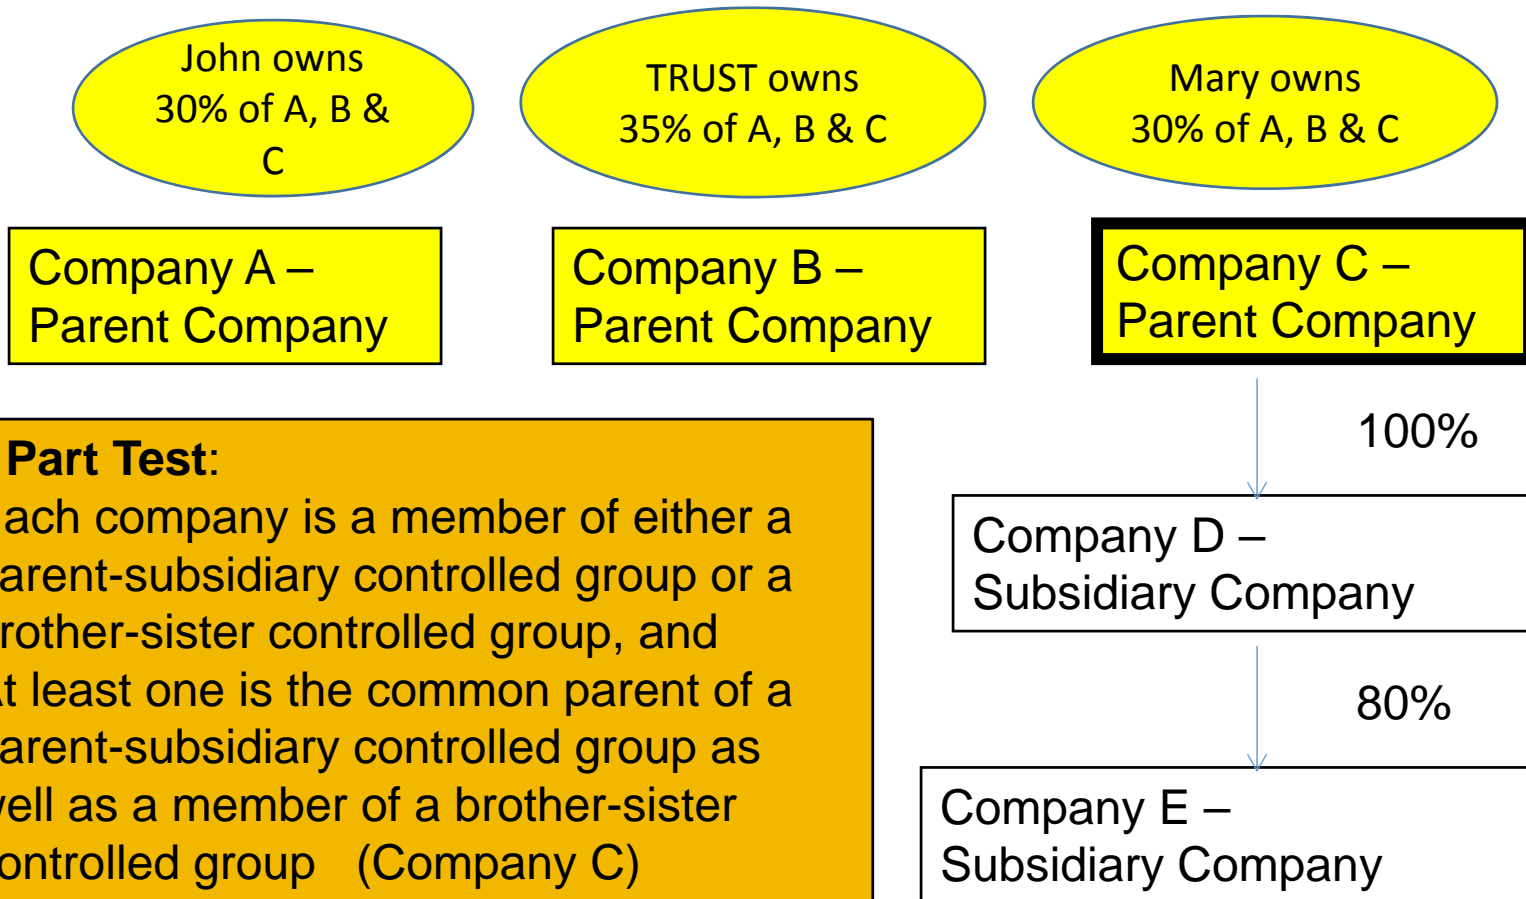 John owns
30% of A, B &
C
TRUST owns
35% of A, B & C
Mary owns
30% of A, B & C
Company A –
Parent Company
Company B –
Parent Company
Company C –
Parent Company
100%
Part Test:
ach company is a member of either a
arent-subsidiary controlled group or a
rother-sister controlled group, and
t least one is the common parent of a
arent-subsidiary controlled group as
ell as a member of a brother-sister
ontrolled group (Company C)
Company D –
Subsidiary Company
80%
Company E –
Subsidiary Company